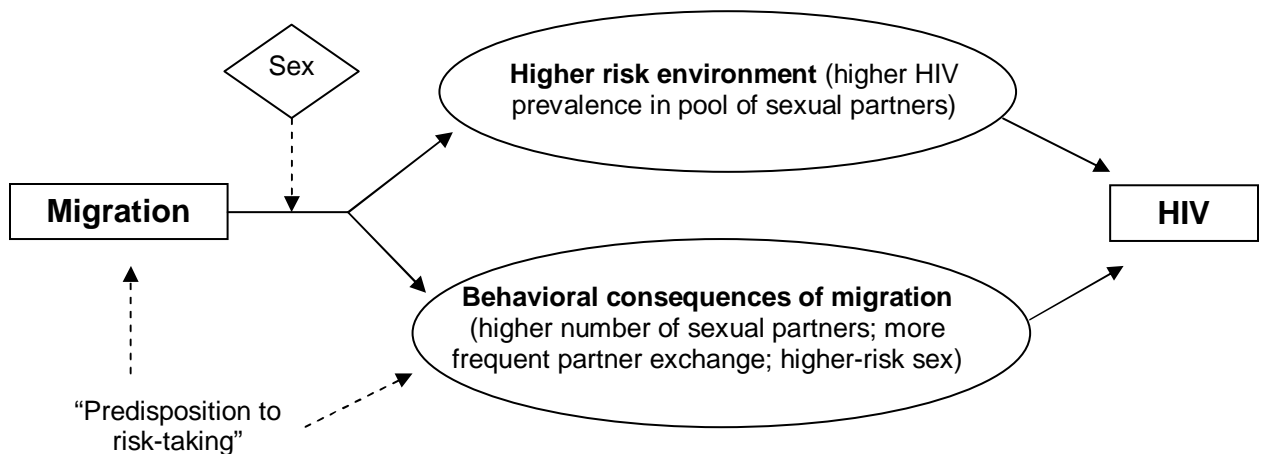 Sex
Higher risk environment (higher HIV
prevalence in pool of sexual partners)
Migration
HIV
Behavioral consequences of migration
(higher number of sexual partners; more
frequent partner exchange; higher-risk sex)
“Predisposition to
risk-taking”